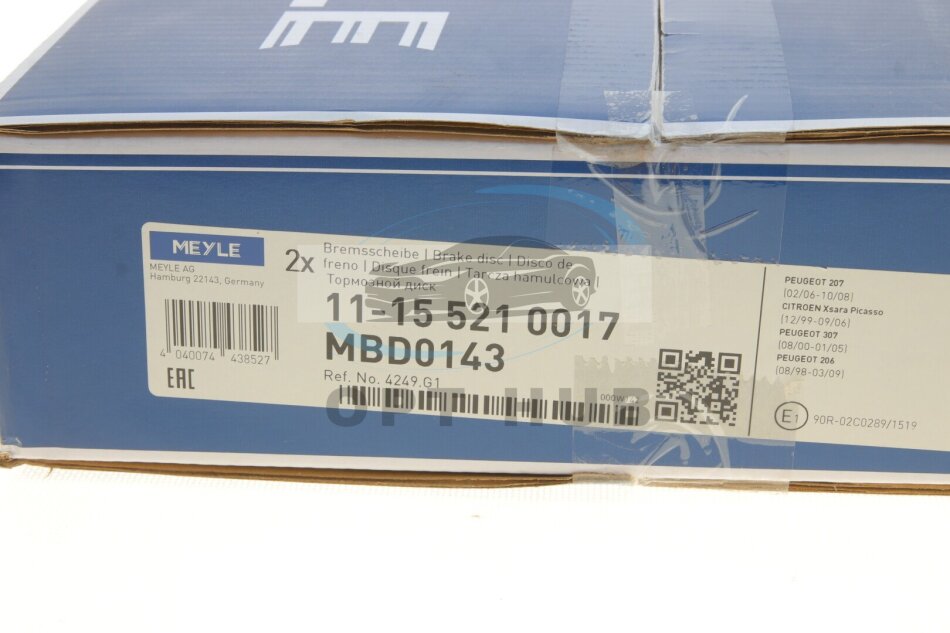 MEYLE
MEYLE AG
Hamburg 22143, Germany
4 040074 438527
EAC
2x
Bremsscheibe | Brake disc | Disco de
freno | Disque frein | Tarcza hamulcowa |
Тормозной диск
11-15 521 0017
MBD0143
Ref. No. 4249.G1
OPT HUB
PEUGEOT 207
(02/06-10/08)
CITROEN Xsara Picasso
(12/99-09/06)
PEUGEOT 307
(08/00-01/05)
PEUGEOT 206
(08/98-03/09)
E1 90R-02C0289/1519